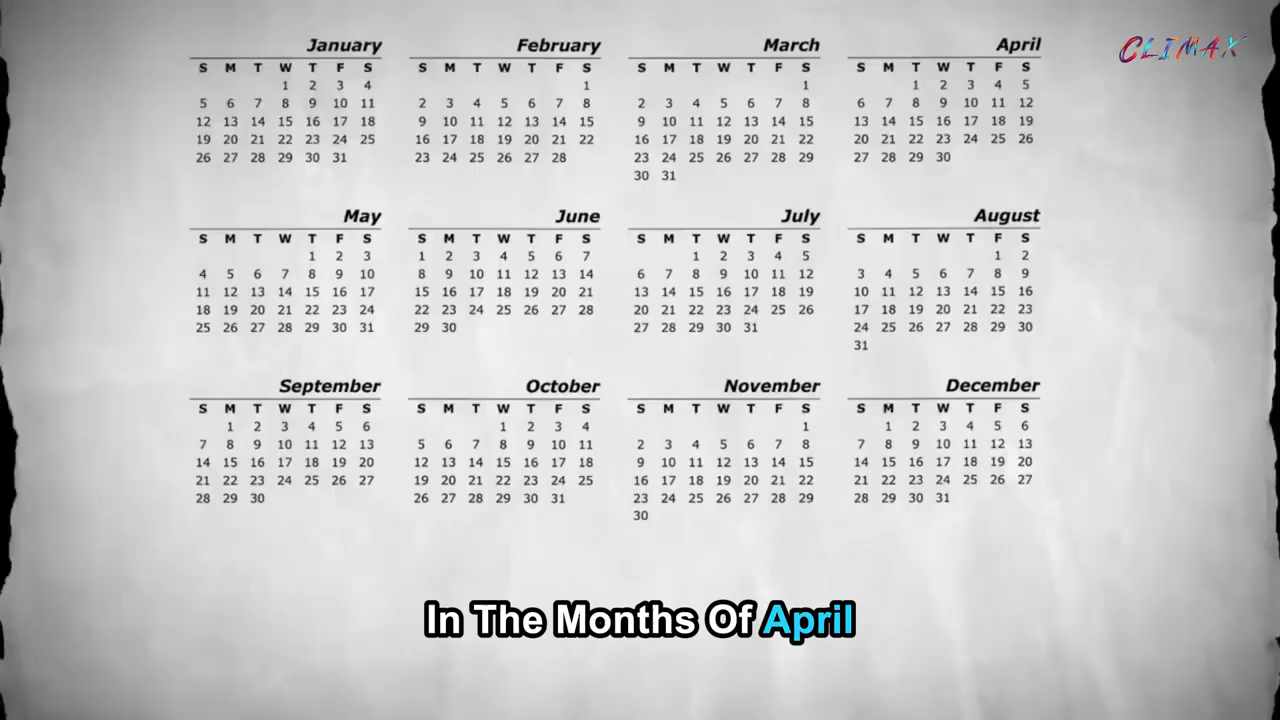 CLIMAX
January February March April
S M T W T F S S M T W T F S S M T W T F S S M T W T F S
1 2 3 4 1 1 1 2 3 4 5
5 6 7 8 9 10 11 2 3 4 5 6 7 8 2 3 4 5 6 7 8 6 7 8 9 10 11 12
12 13 14 15 16 17 18 9 10 11 12 13 14 15 9 10 11 12 13 14 15 13 14 15 16 17 18 19
19 20 21 22 23 24 25 16 17 18 19 20 21 22 16 17 18 19 20 21 22 20 21 22 23 24 25 26
26 27 28 29 30 31 23 24 25 26 27 28 23 24 25 26 27 28 29 27 28 29 30
30 31
May June July August
S M T W T F S S M T W T F S S M T W T F S S M T W T F S
1 2 3 1 2 3 4 5 6 7 1 2 3 4 5 1 2
4 5 6 7 8 9 10 8 9 10 11 12 13 14 6 7 8 9 10 11 12 3 4 5 6 7 8 9
11 12 13 14 15 16 17 15 16 17 18 19 20 21 13 14 15 16 17 18 19 10 11 12 13 14 15 16
18 19 20 21 22 23 24 22 23 24 25 26 27 28 20 21 22 23 24 25 26 17 18 19 20 21 22 23
25 26 27 28 29 30 31 29 30 27 28 29 30 31 24 25 26 27 28 29 30
31
September October November December
S M T W T F S S M T W T F S S M T W T F S S M T W T F S
1 2 3 4 5 6 1 2 3 4 1 1 2 3 4 5 6
7 8 9 10 11 12 13 5 6 7 8 9 10 11 2 3 4 5 6 7 8 7 8 9 10 11 12 13
14 15 16 17 18 19 20 12 13 14 15 16 17 18 9 10 11 12 13 14 15 14 15 16 17 18 19 20
21 22 23 24 25 26 27 19 20 21 22 23 24 25 16 17 18 19 20 21 22 21 22 23 24 25 26 27
28 29 30 26 27 28 29 30 31 23 24 25 26 27 28 29 28 29 30 31
30
In The Months Of April